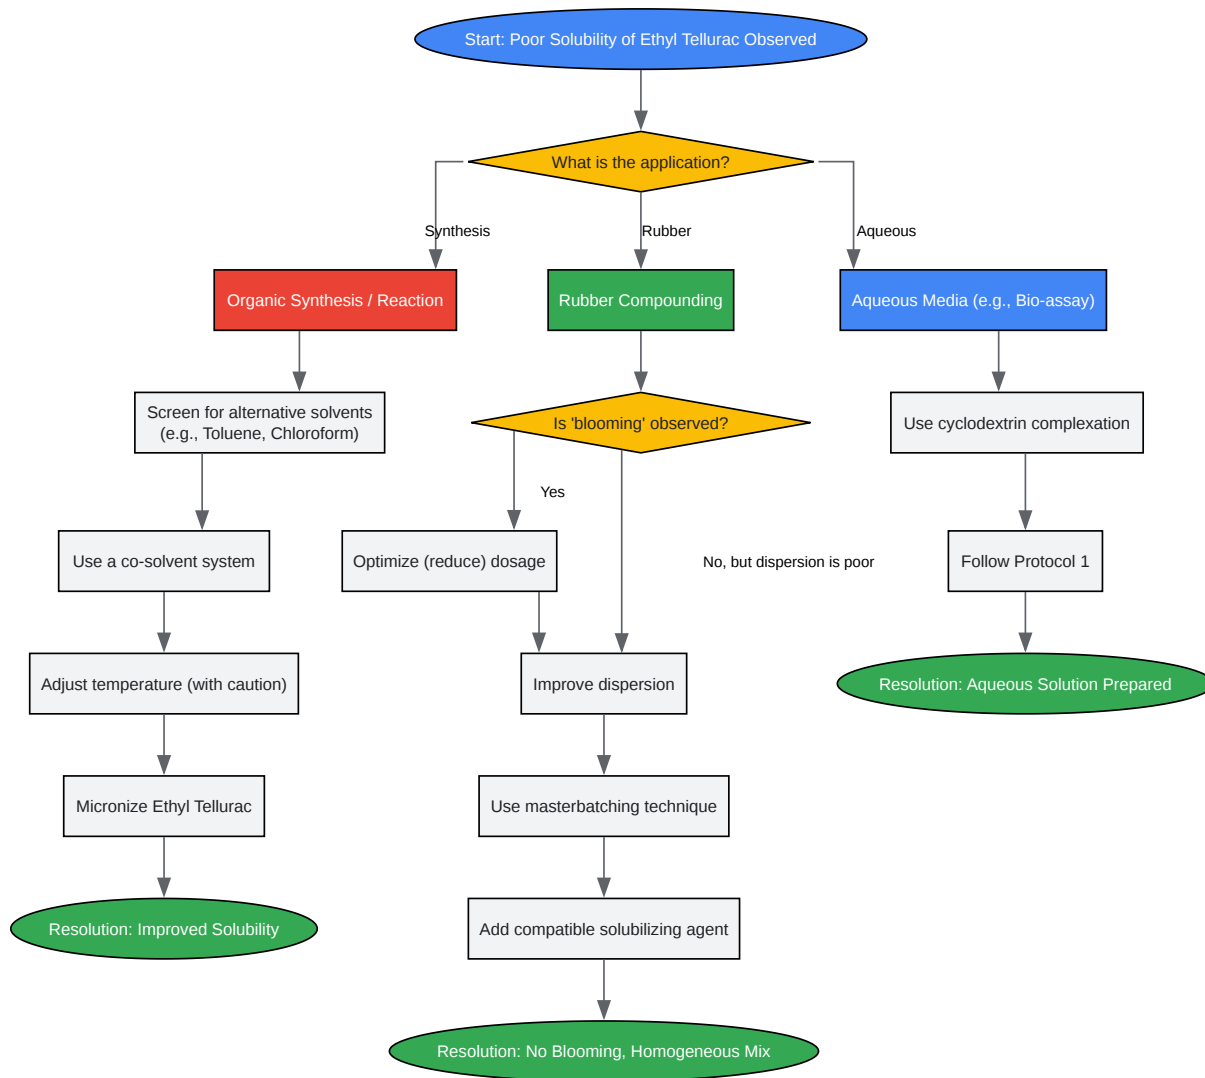 Start: Poor Solubility of Ethyl Tellurac Observed
What is the application?
Synthesis
Rubber
Aqueous
Organic Synthesis / Reaction
Rubber Compounding
Aqueous Media (e.g., Bio-assay)
Screen for alternative solvents
(e.g., Toluene, Chloroform)
Is 'blooming' observed?
Use cyclodextrin complexation
Yes
Use a co-solvent system
Optimize (reduce) dosage
No, but dispersion is poor
Follow Protocol 1
Adjust temperature (with caution)
Improve dispersion
Resolution: Aqueous Solution Prepared
Micronize Ethyl Tellurac
Use masterbatching technique
Resolution: Improved Solubility
Add compatible solubilizing agent
Resolution: No Blooming, Homogeneous Mix